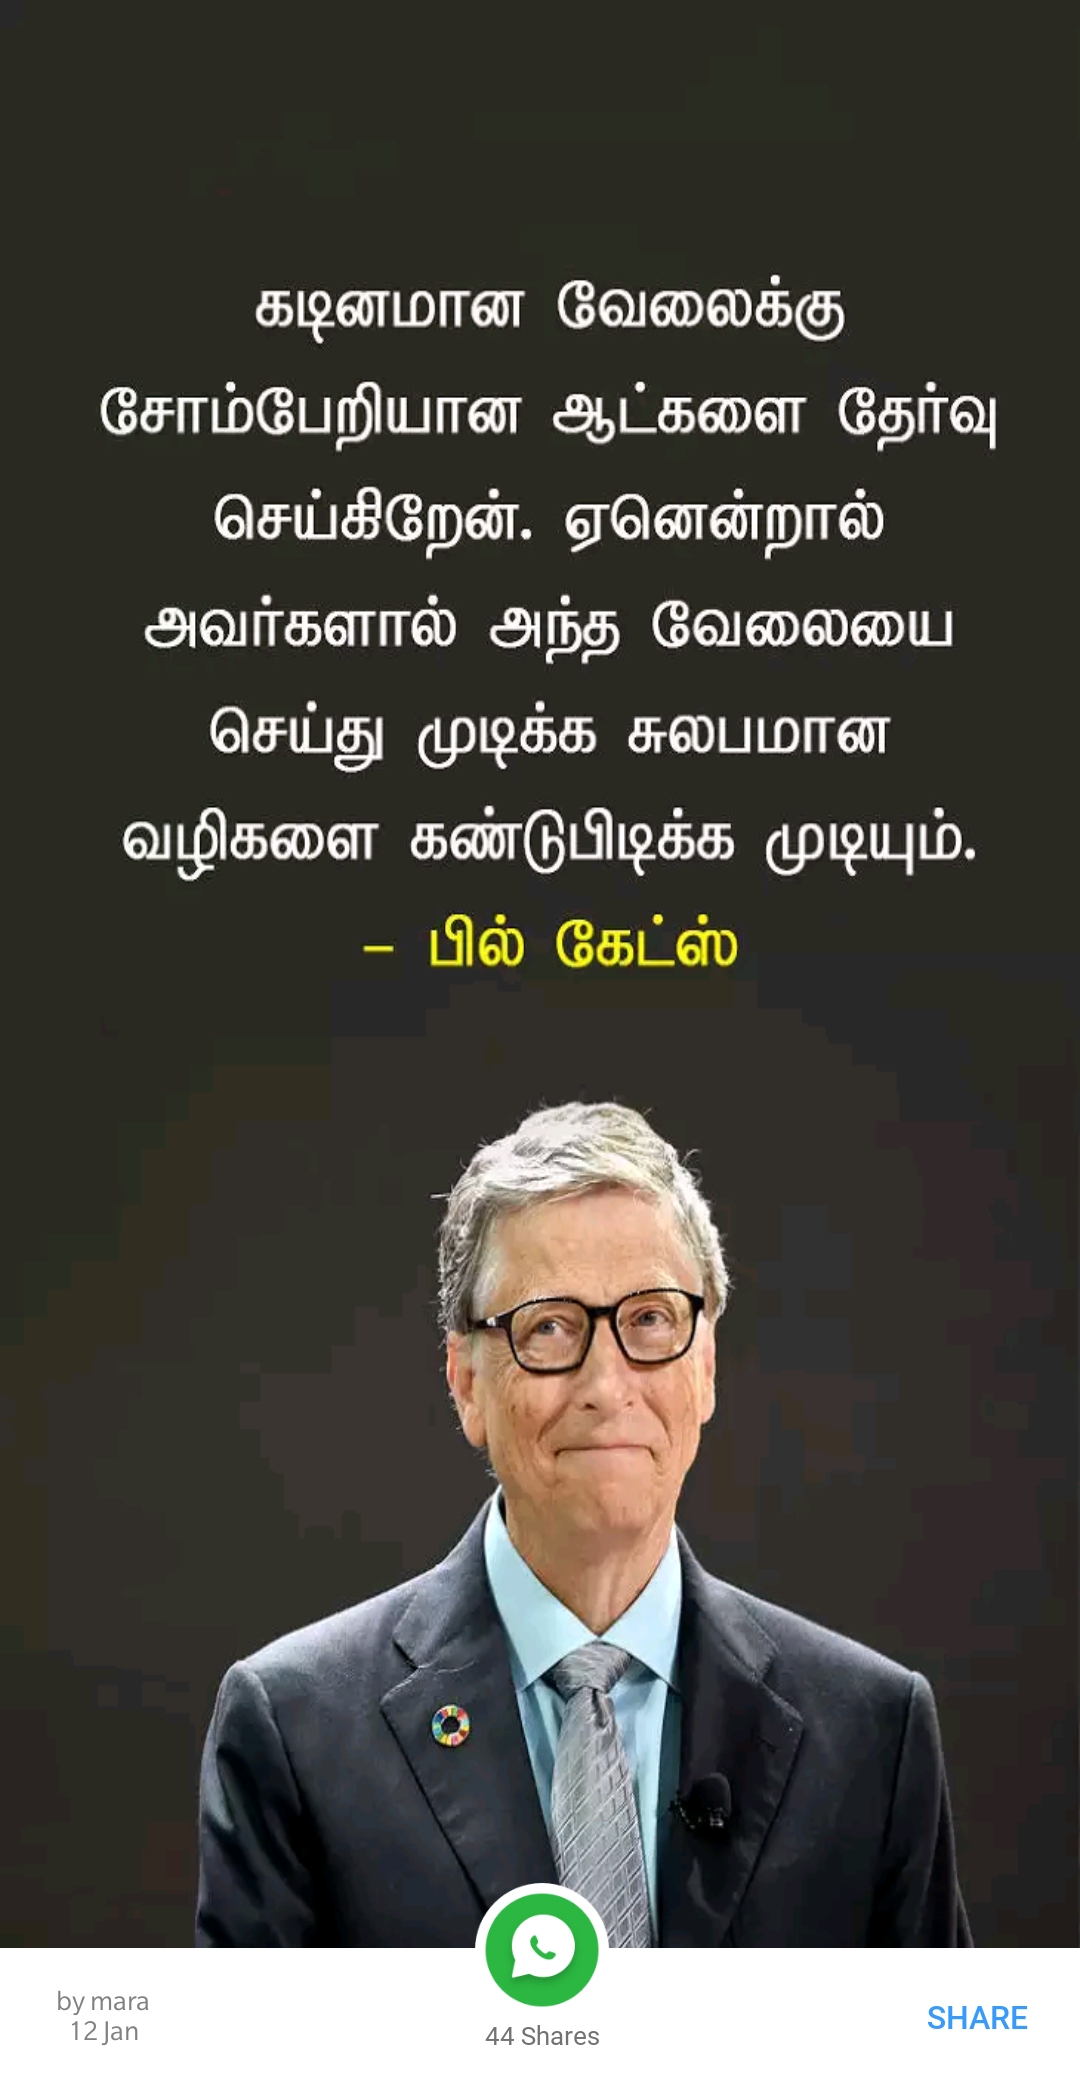 கடினமான வேலைக்கு
சோம்பேறியான ஆட்களை தேர்வு
செய்கிறேன். ஏனென்றால்
அவர்களால் அந்த வேலையை
செய்து முடிக்க சுலபமான
வழிகளை கண்டுபிடிக்க முடியும்.
– பில் கேட்ஸ்
by mara
12 Jan
44 Shares
SHARE